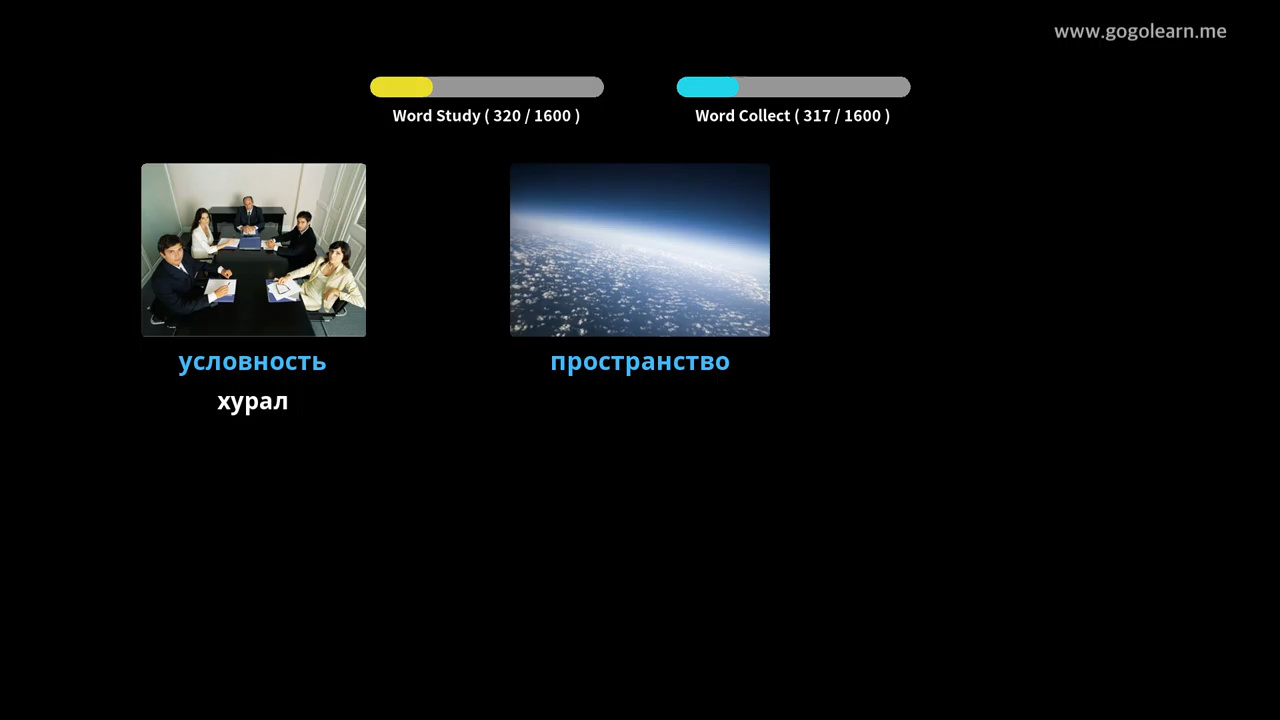 www.gogolearn.me
Word Study ( 320 / 1600 )
Word Collect ( 317 / 1600 )
условность
хурал
пространство